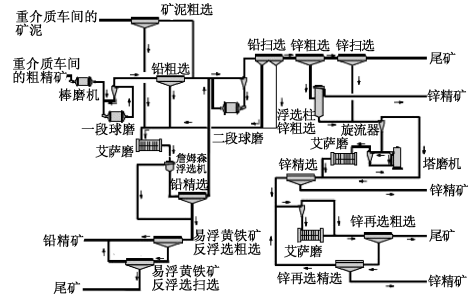 重介质车间的
矿泥
矿泥粗选
重介质车间
的粗精矿
铅粗选
铅扫选
锌粗选
锌扫选
尾矿
棒磨机
锌精矿
一段球磨
二段球磨
浮选柱
锌粗选
旋流器
艾萨磨
艾萨磨
塔磨机
詹姆森
浮选机
锌精选
铅精选
锌精矿
铅精矿
易浮黄铁矿
反浮选粗选
锌再选粗选
尾矿
艾萨磨
易浮黄铁矿
反浮选扫选
尾矿
锌再选精选
锌精矿